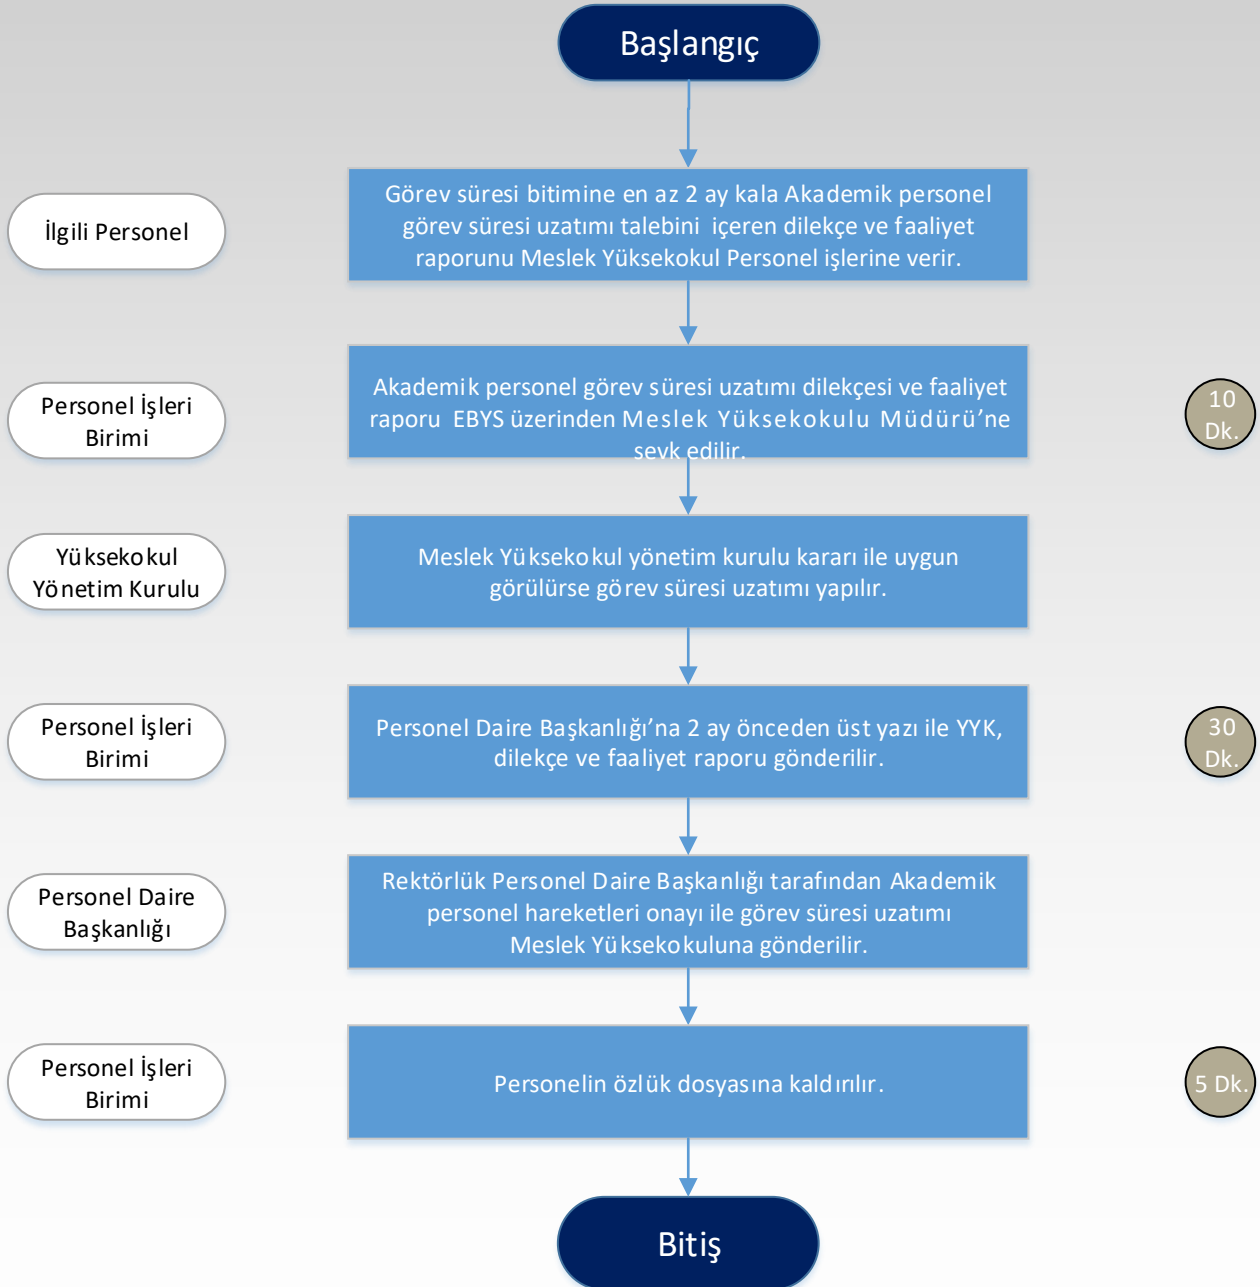 Başlangıç
İlgili Personel
Görev süresi bitimine en az 2 ay kala Akademik personel
görev süresi uzatımı talebini içeren dilekçe ve faaliyet
raporunu Meslek Yüksekokul Personel işlerine verir.
Personel İşleri
Birimi
Akademik personel görev süresi uzatımı dilekçesi ve faaliyet
raporu EBYS üzerinden Meslek Yüksekokulu Müdürü’ne
sevk edilir.
10
Dk.
Yüksekokul
Yönetim Kurulu
Meslek Yüksekokul yönetim kurulu kararı ile uygun
görülürse görev süresi uzatımı yapılır.
Personel İşleri
Birimi
Personel Daire Başkanlığı’na 2 ay önceden üst yazı ile YYK,
dilekçe ve faaliyet raporu gönderilir.
30
Dk.
Personel Daire
Başkanlığı
Rektörlük Personel Daire Başkanlığı tarafından Akademik
personel hareketleri onayı ile görev süresi uzatımı
Meslek Yüksekokuluna gönderilir.
Personel İşleri
Birimi
Personelin özlük dosyasına kaldırılır.
5 Dk.
Bitiş